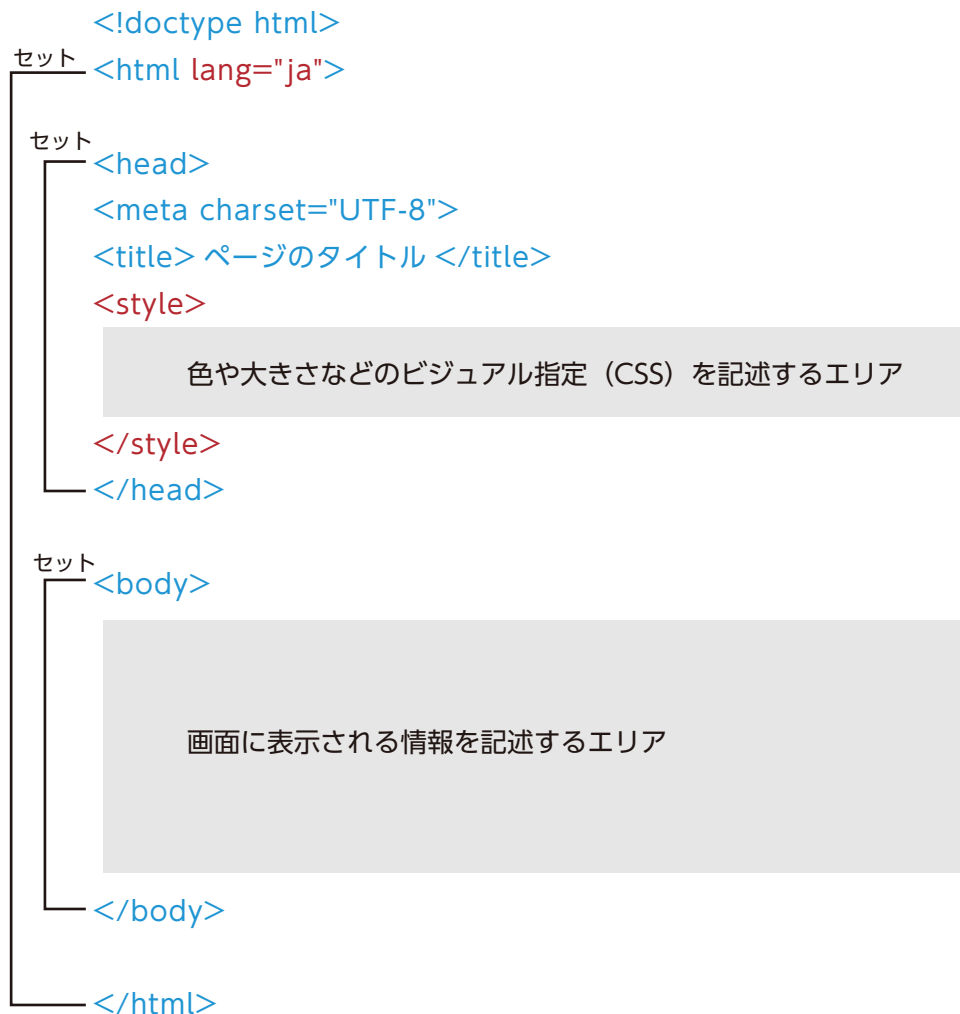 <!doctype html>
セット
<html lang="ja">
セット
<head>
<meta charset="UTF-8">
<title> ページのタイトル </title>
<style>
色や大きさなどのビジュアル指定（CSS）を記述するエリア
</style>
</head>
セット
<body>
画面に表示される情報を記述するエリア
</body>
</html>